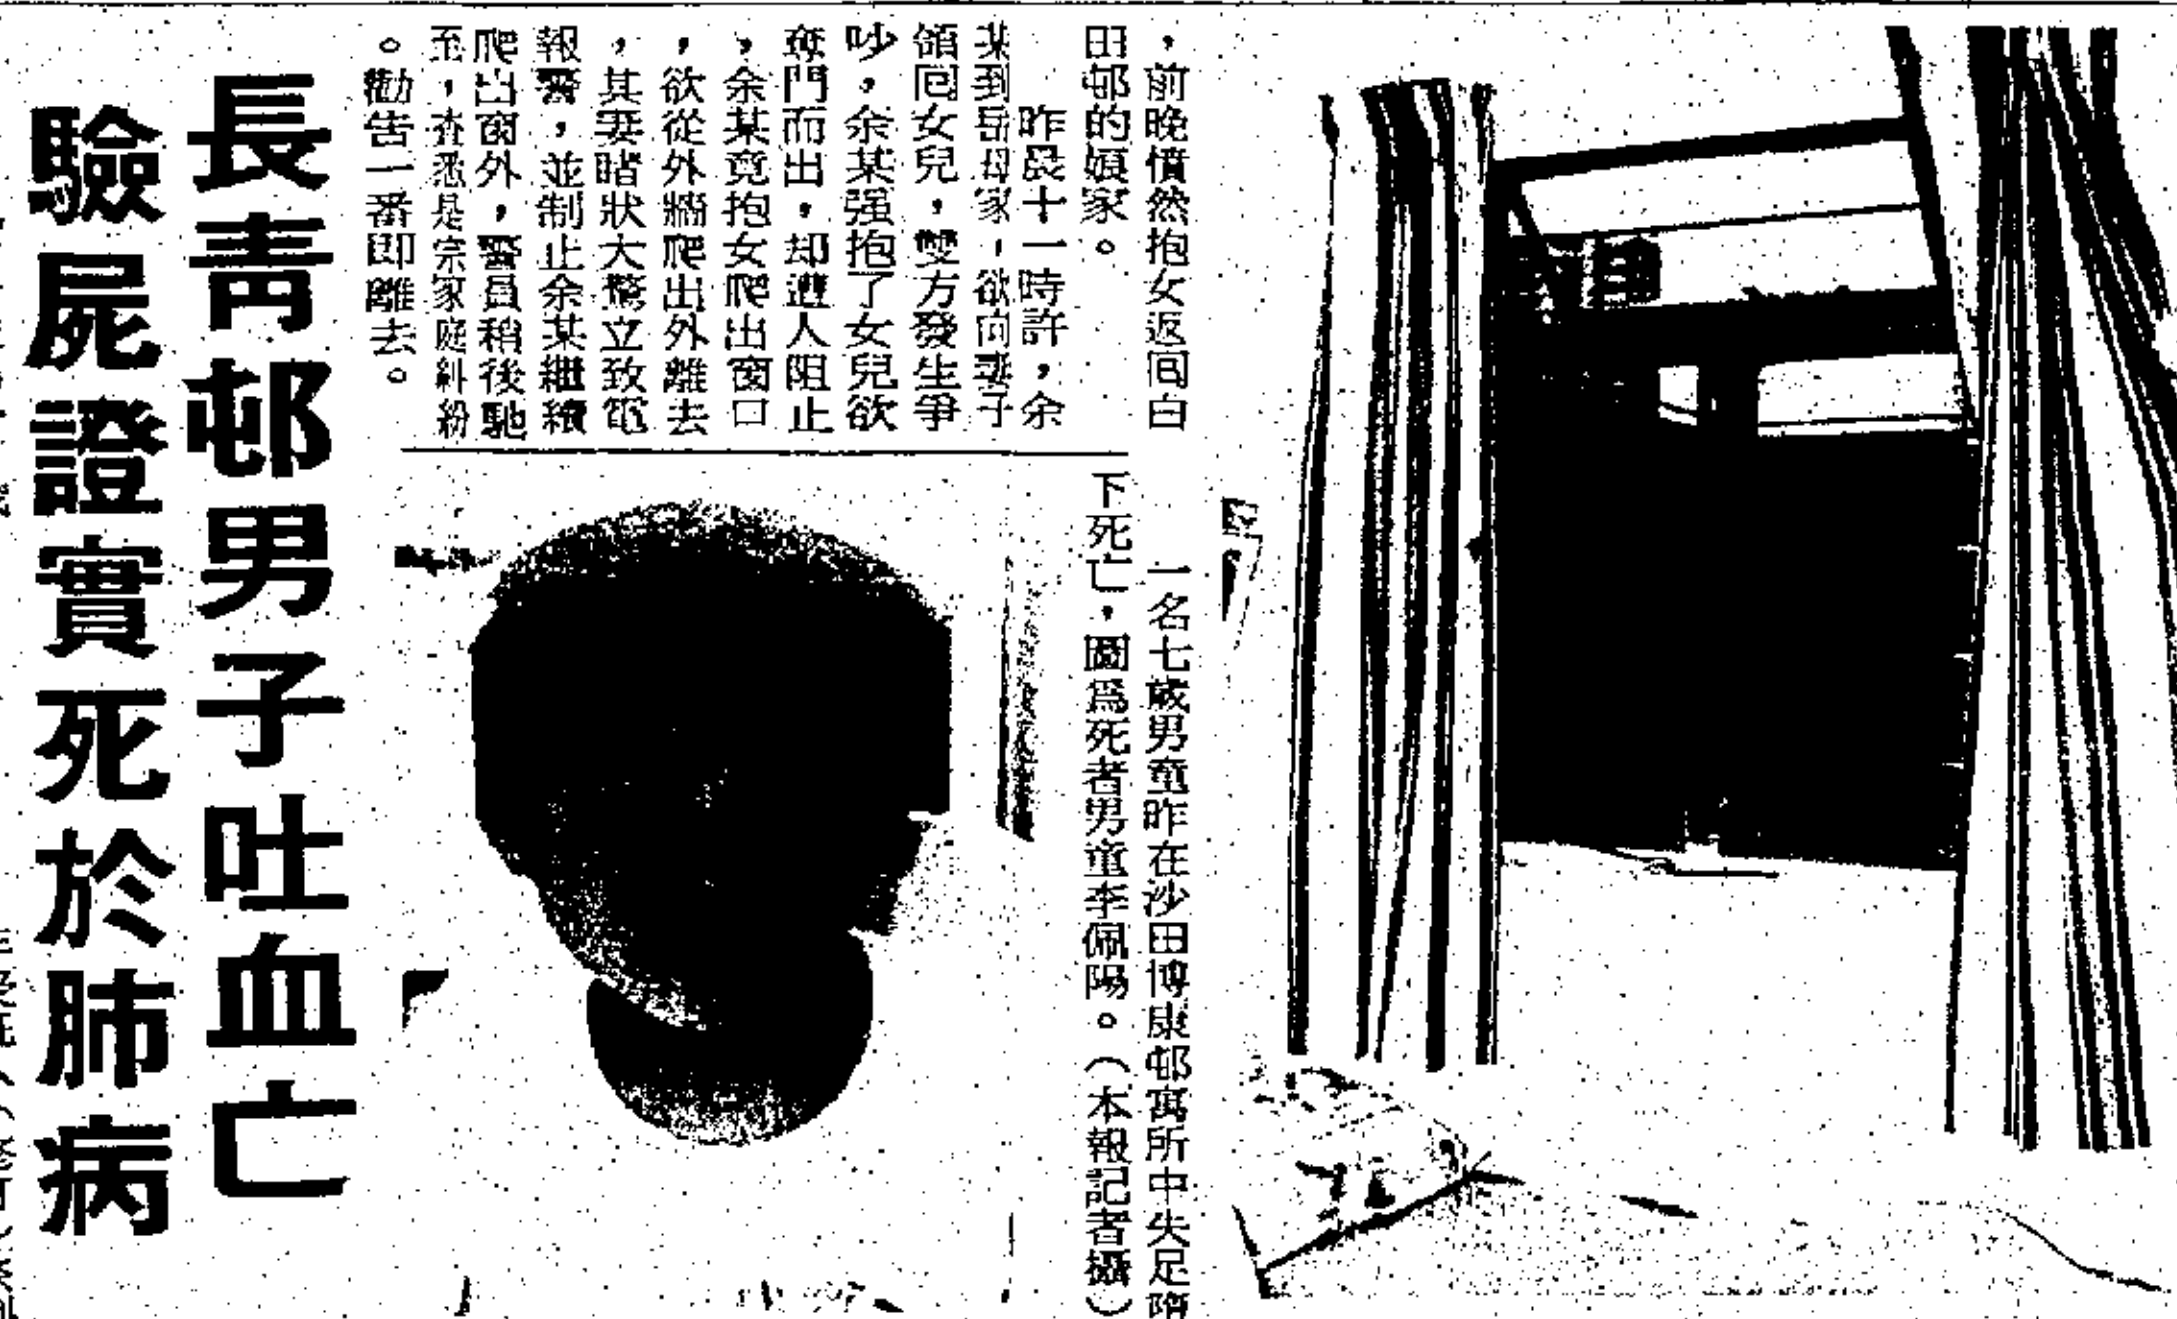 ，前晚憤然抱女返囘白
田邨的娘家。
昨晨十一時許，余
某到岳母家，欲向妻子
領囘女兒，雙方發生爭
吵，余某强抱了女兒欲
奪門而出，却遭人阻止
，余某竟抱女爬出窗口
，欲從外牆爬出外離去
，其妻睹狀大驚立致電
報警，並制止余某繼續
爬出窗外，警員稍後馳
至，查悉是宗家庭糾紛
。勸告一番即離去。
一名七歲男童昨在沙田博康邨寓所中失足墮
下死亡，圖爲死者男童李佩陽。（本報記者攝）
長靑邨男子吐血亡
驗屍證實死於肺病